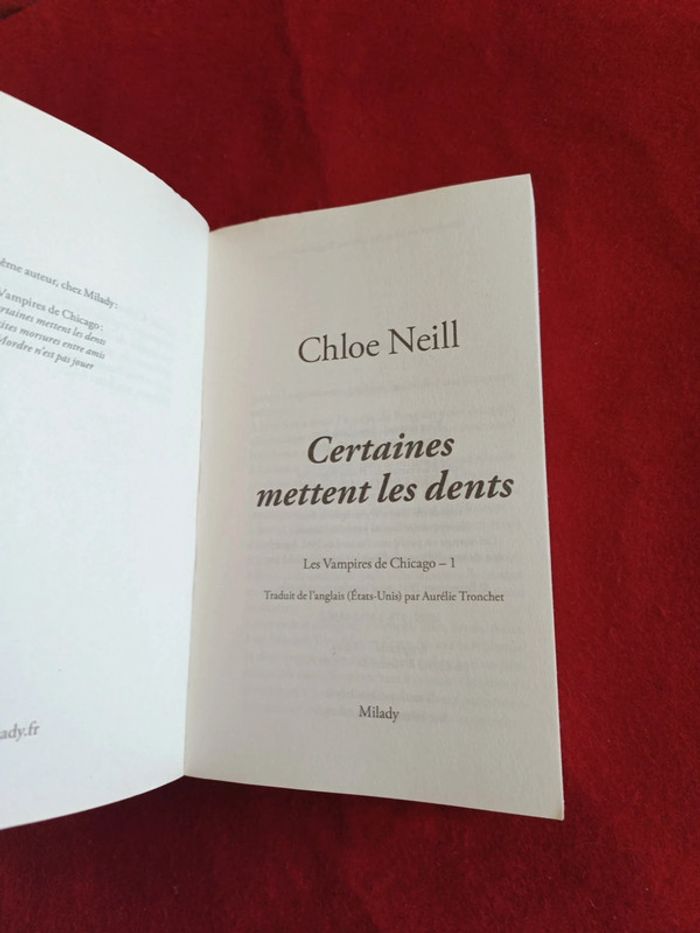 ême auteur, chez Milady:
Vampires de Chicago:
rtaines mettent les dents
ites morsures entre amis
Mordre n'est pas jouer
ady.fr
Chloe Neill
Certaines
mettent les dents
Les Vampires de Chicago – 1
Traduit de l'anglais (États-Unis) par Aurélie Tronchet
Milady